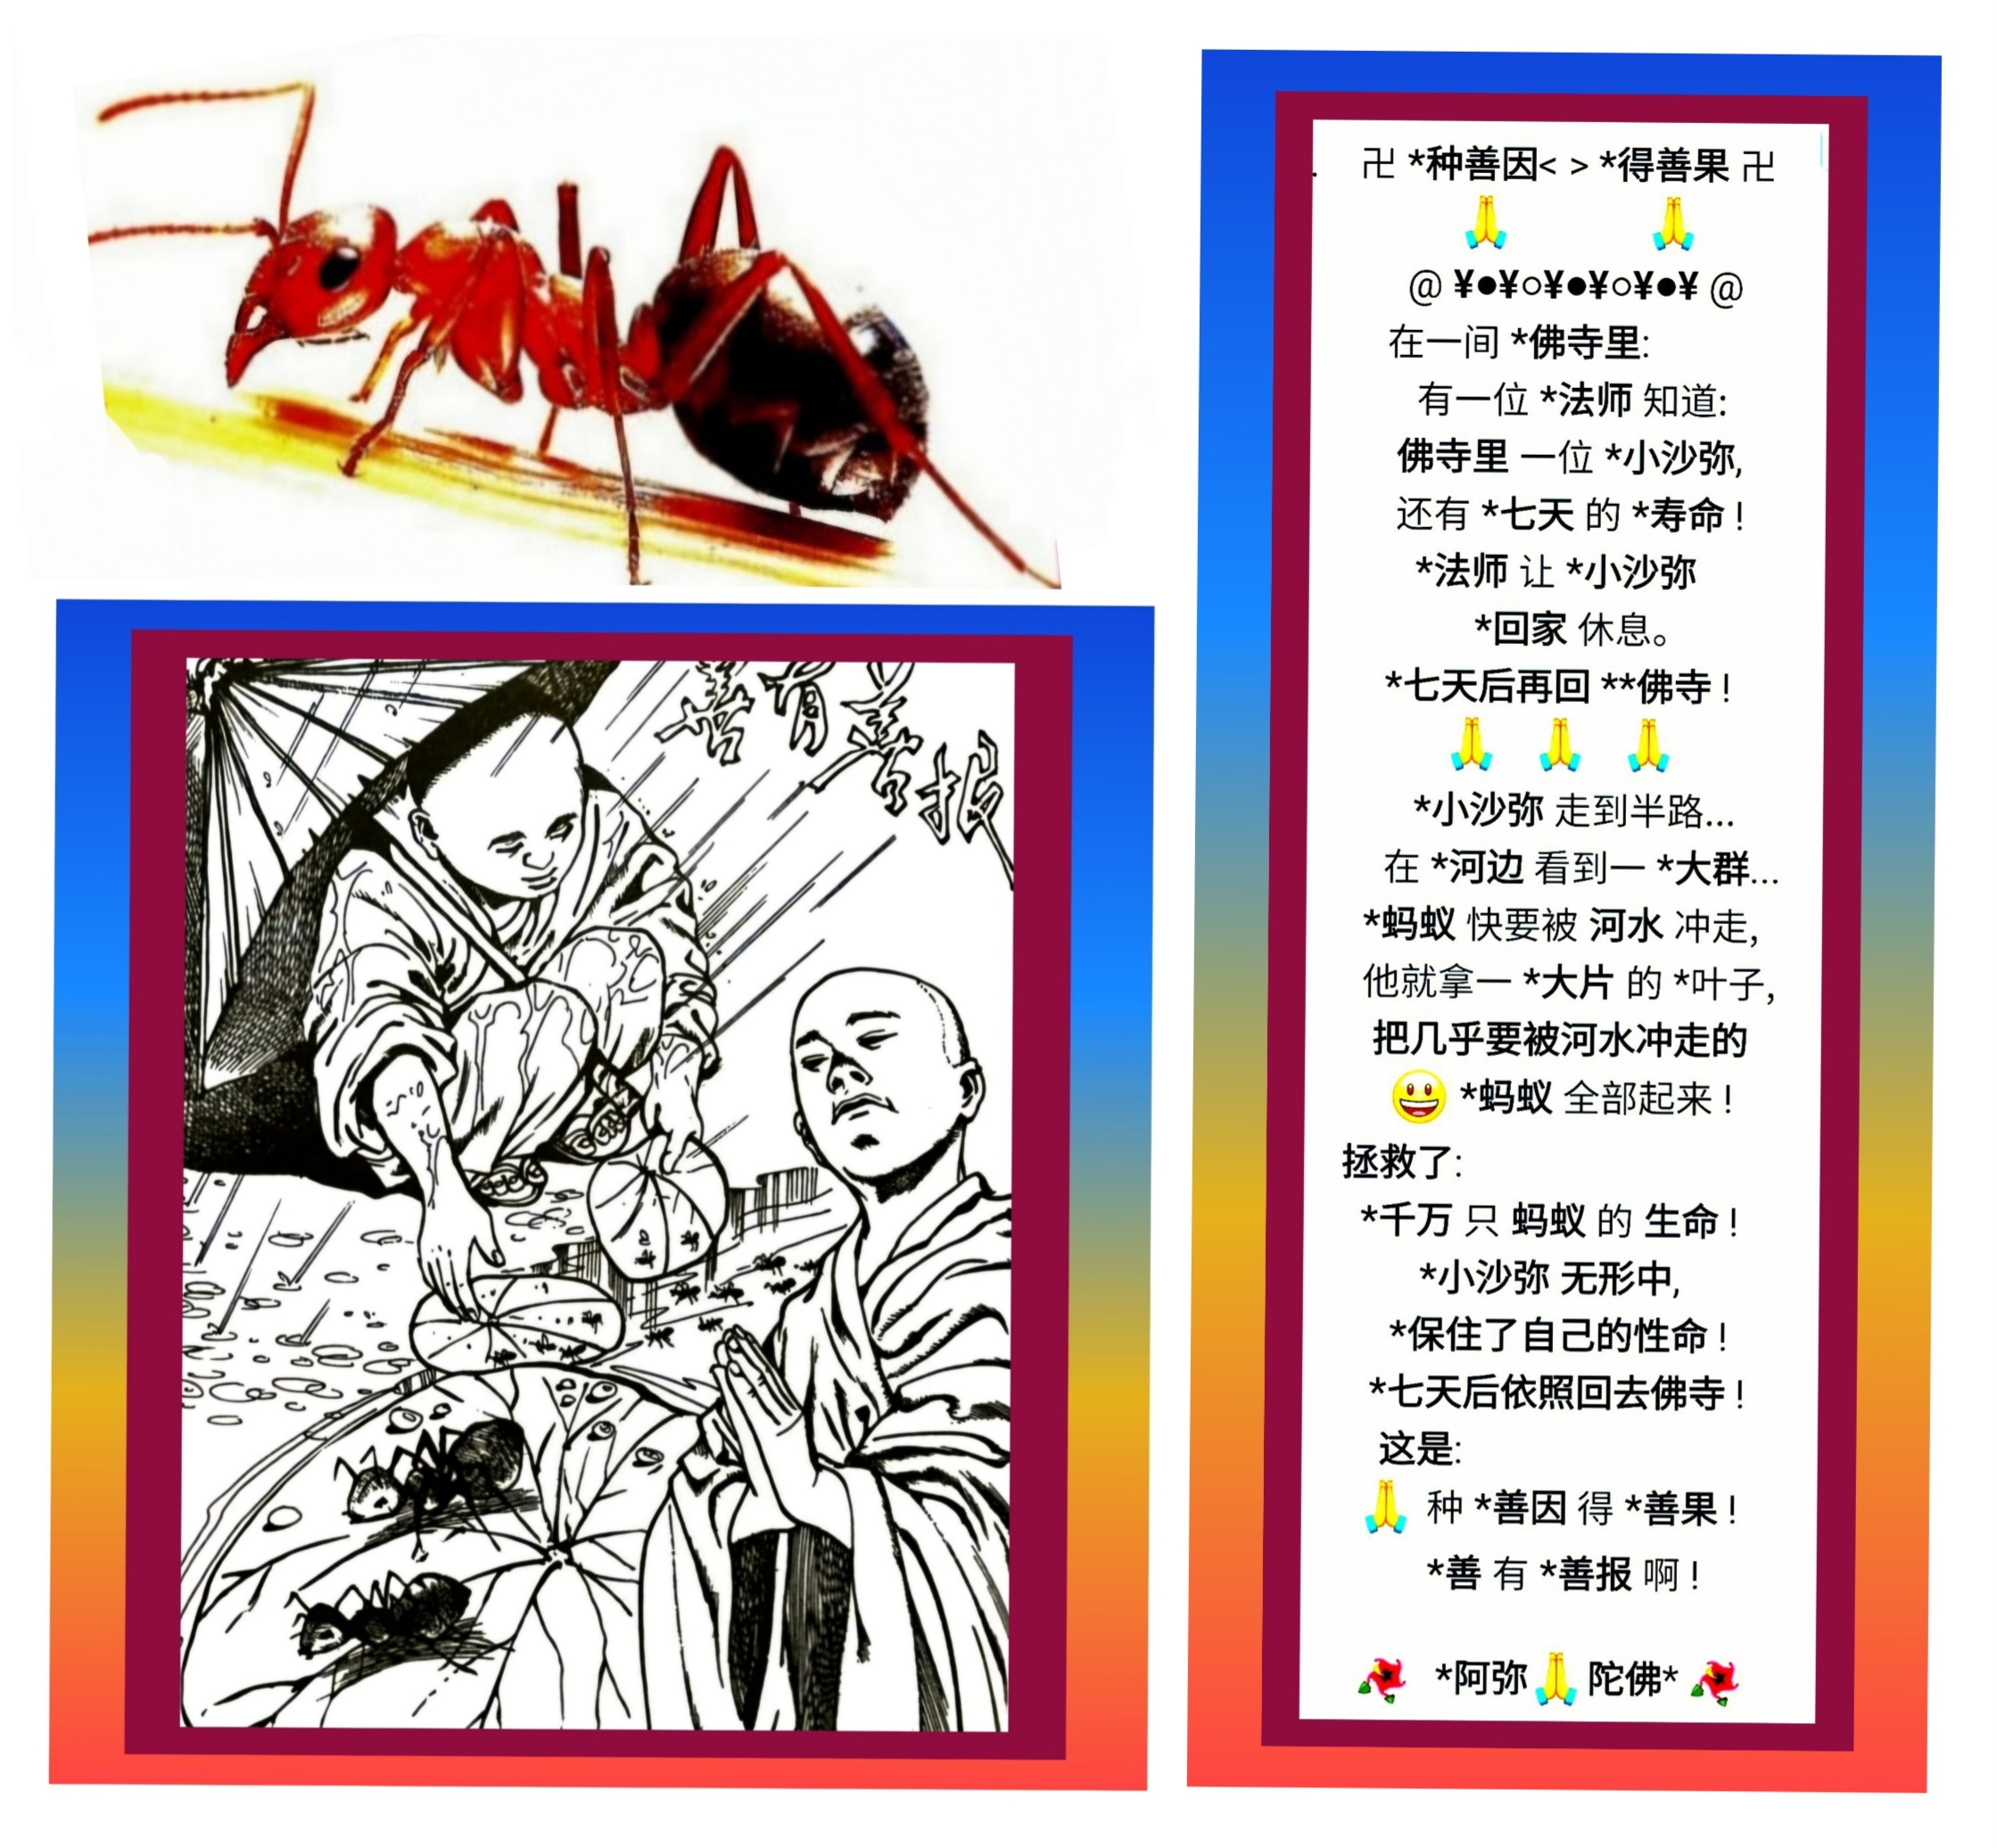 善有善报
. 卍 *种善因< > *得善果 卍
🙏 🙏
@ ¥●¥○¥●¥○¥●¥ @
在一间 *佛寺里:
有一位 *法师 知道:
佛寺里 一位 *小沙弥,
还有 *七天 的 *寿命 !
*法师 让 *小沙弥
*回家 休息。
*七天后再回 **佛寺 !
🙏 🙏 🙏
*小沙弥 走到半路...
在 *河边 看到一 *大群...
*蚂蚁 快要被 河水 冲走,
他就拿一 *大片 的 *叶子,
把几乎要被河水冲走的
😃 *蚂蚁 全部起来 !
拯救了:
*千万 只 蚂蚁 的 生命 !
*小沙弥 无形中,
*保住了自己的性命 !
*七天后依照回去佛寺 !
这是:
🙏 种 *善因 得 *善果 !
*善 有 *善报 啊 !
🌺 *阿弥🙏陀佛* 🌺